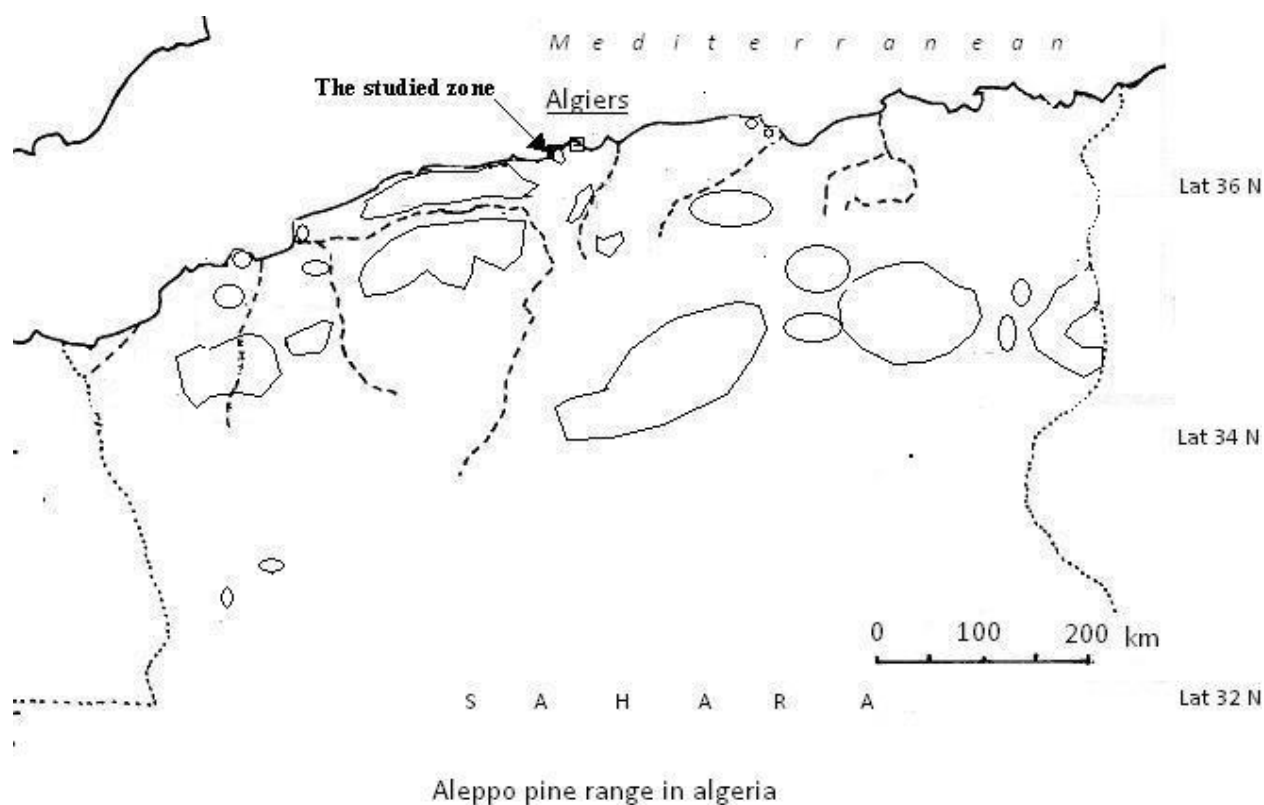 M e d i t e r r a n e a n
The studied zone
Algiers
Lat 36 N
Lat 34 N
0 100 200 km
S A H A R A
Lat 32 N
Aleppo pine range in algeria